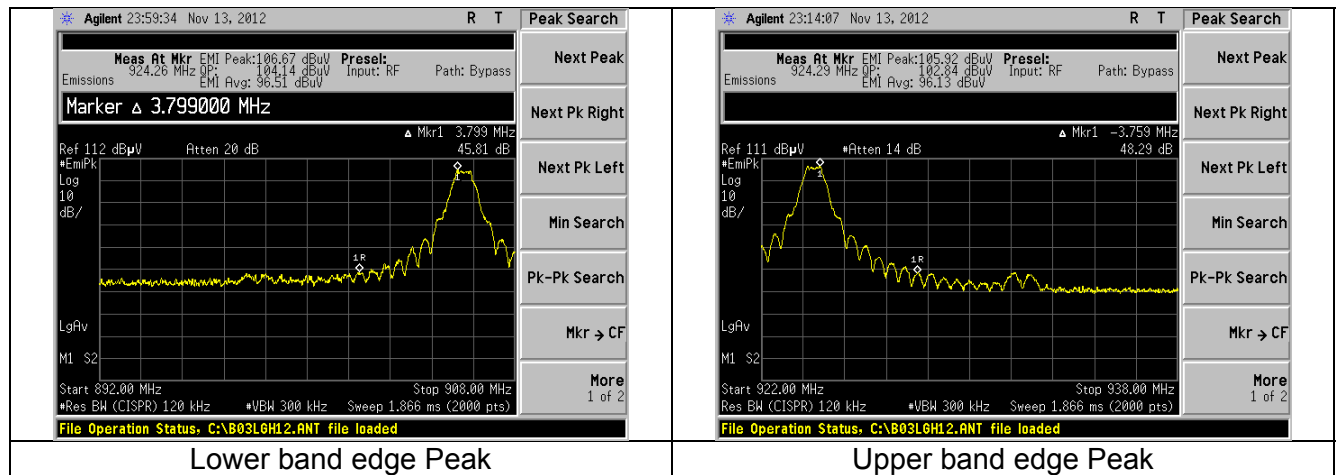 Agilent 23:59:34 Nov 13, 2012 R T
Peak Search
Meas At Mkr EMI Peak:106.67 dBuV Presel:
924.26 MHz QP: 104.14 dBuV Input: RF Path: Bypass
Emissions EMI Avg: 96.51 dBuV
Marker Δ 3.799000 MHz
Δ Mkr1 3.799 MHz
Ref 112 dBµV Atten 20 dB 45.81 dB
#EmiPk
Log
10
dB/
1
1R
LgAv
M1 S2
Start 892.00 MHz Stop 908.00 MHz
#Res BW (CISPR) 120 kHz #VBW 300 kHz Sweep 1.866 ms (2000 pts)
File Operation Status, C:\B03LGH12.ANT file loaded
Next Peak
Next Pk Right
Next Pk Left
Min Search
Pk-Pk Search
Mkr → CF
More
1 of 2
Lower band edge Peak
Agilent 23:14:07 Nov 13, 2012 R T
Peak Search
Meas At Mkr EMI Peak:105.92 dBuV Presel:
924.29 MHz QP: 102.84 dBuV Input: RF Path: Bypass
Emissions EMI Avg: 96.13 dBuV
Δ Mkr1 -3.759 MHz
Ref 111 dBµV #Atten 14 dB 48.29 dB
#EmiPk
Log
10
dB/
1
1R
LgAv
M1 S2
Start 922.00 MHz Stop 938.00 MHz
Res BW (CISPR) 120 kHz #VBW 300 kHz Sweep 1.866 ms (2000 pts)
File Operation Status, C:\B03LGH12.ANT file loaded
Next Peak
Next Pk Right
Next Pk Left
Min Search
Pk-Pk Search
Mkr → CF
More
1 of 2
Upper band edge Peak